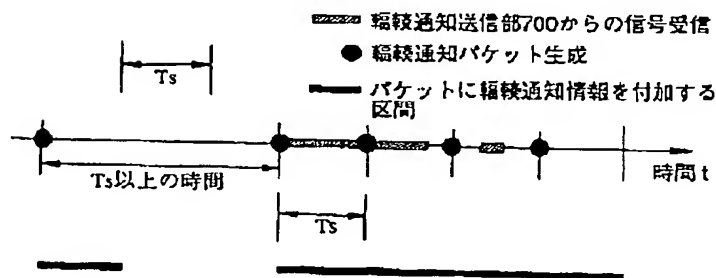 輻輳通知送信部700からの信号受信
輻輳通知パケット生成
パケットに輻輳通知情報を付加する
区間
Ts
Ts以上の時間
時間t
Ts